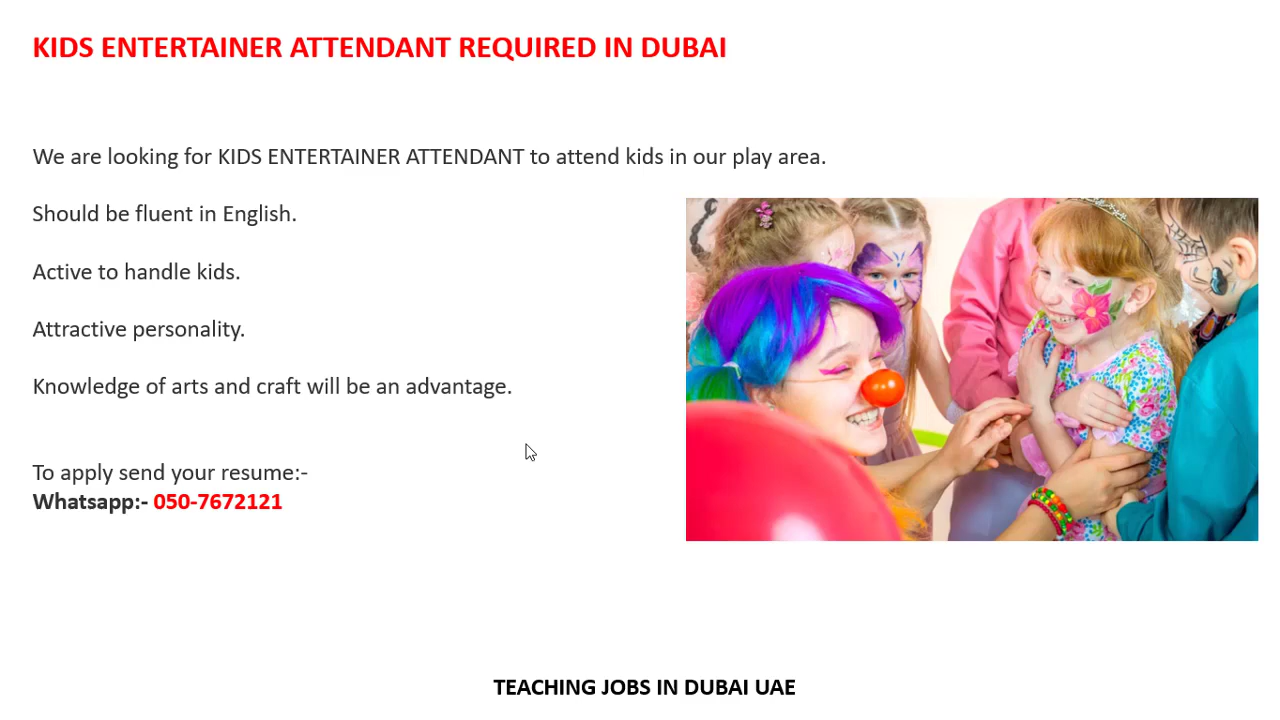 KIDS ENTERTAINER ATTENDANT REQUIRED IN DUBAI
We are looking for KIDS ENTERTAINER ATTENDANT to attend kids in our play area.
Should be fluent in English.
Active to handle kids.
Attractive personality.
Knowledge of arts and craft will be an advantage.
To apply send your resume:-
Whatsapp:- 050-7672121
TEACHING JOBS IN DUBAI UAE